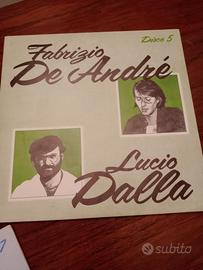 Disco 5
Fabrizio
De André
Lucio
Dalla
subito